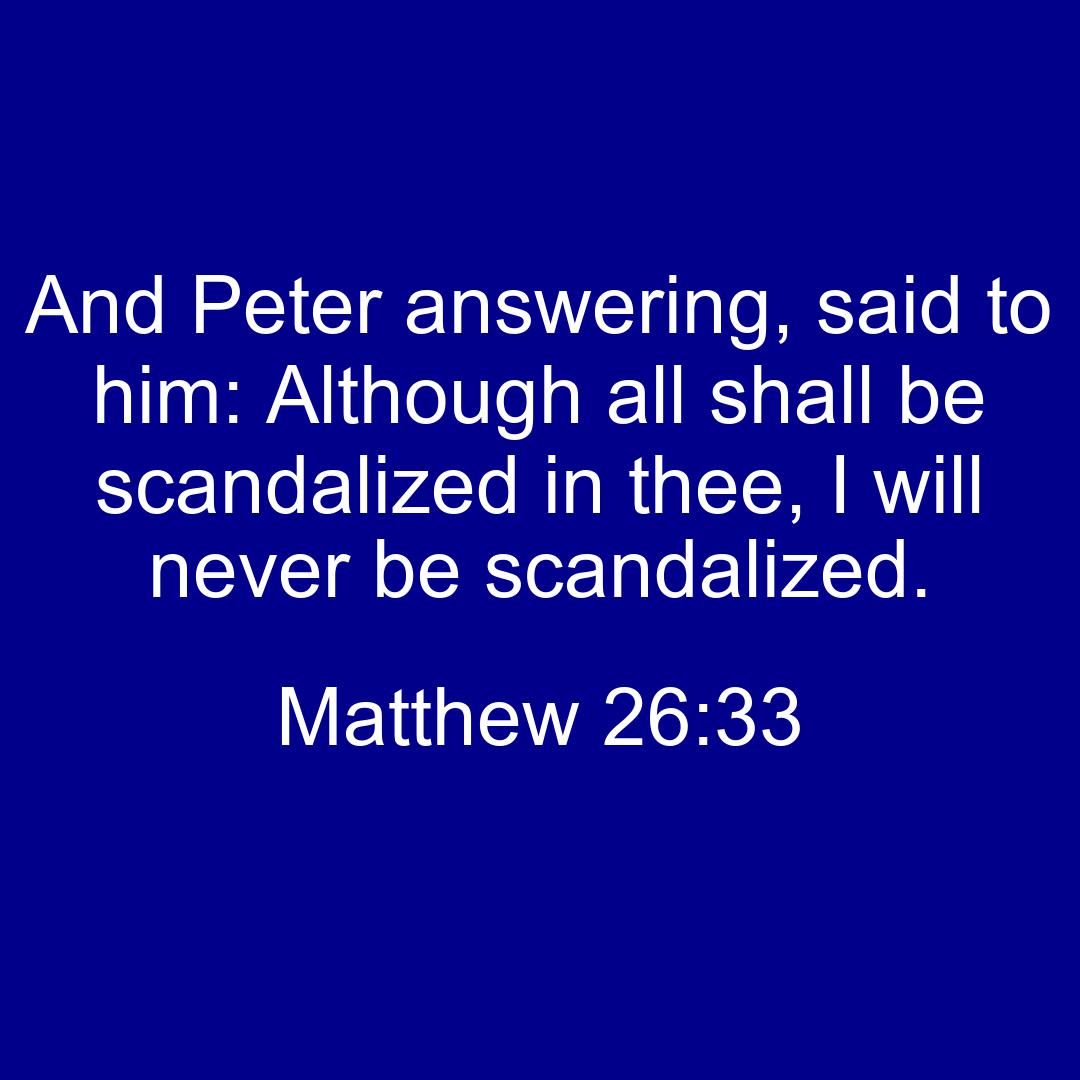 And Peter answering, said to
him: Although all shall be
scandalized in thee, I will
never be scandalized.
Matthew 26:33